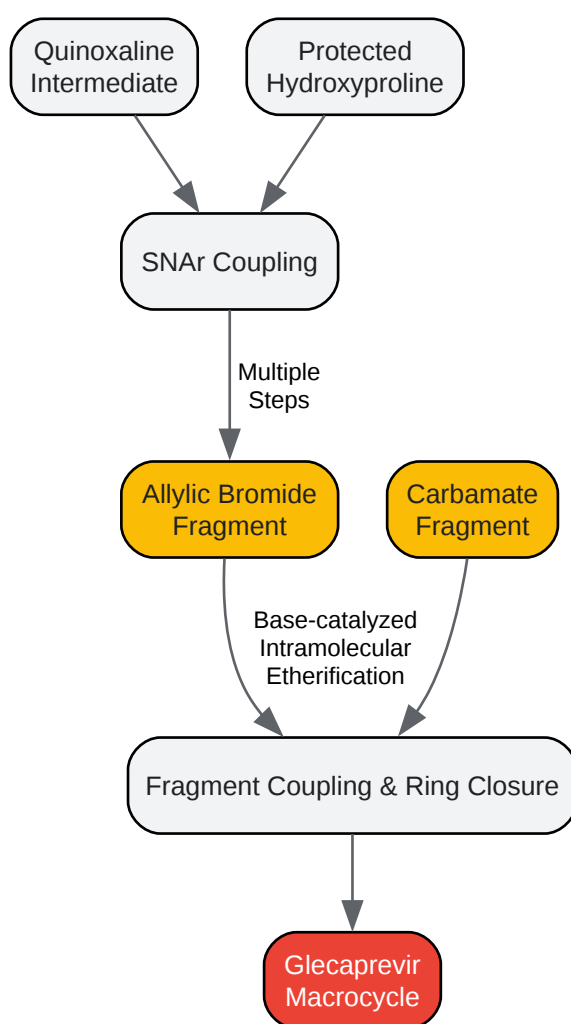 Quinoxaline
Intermediate
Protected
Hydroxyproline
SNAr Coupling
Multiple
Steps
Allylic Bromide
Fragment
Carbamate
Fragment
Base-catalyzed
Intramolecular
Etherification
Fragment Coupling & Ring Closure
Glecaprevir
Macrocycle